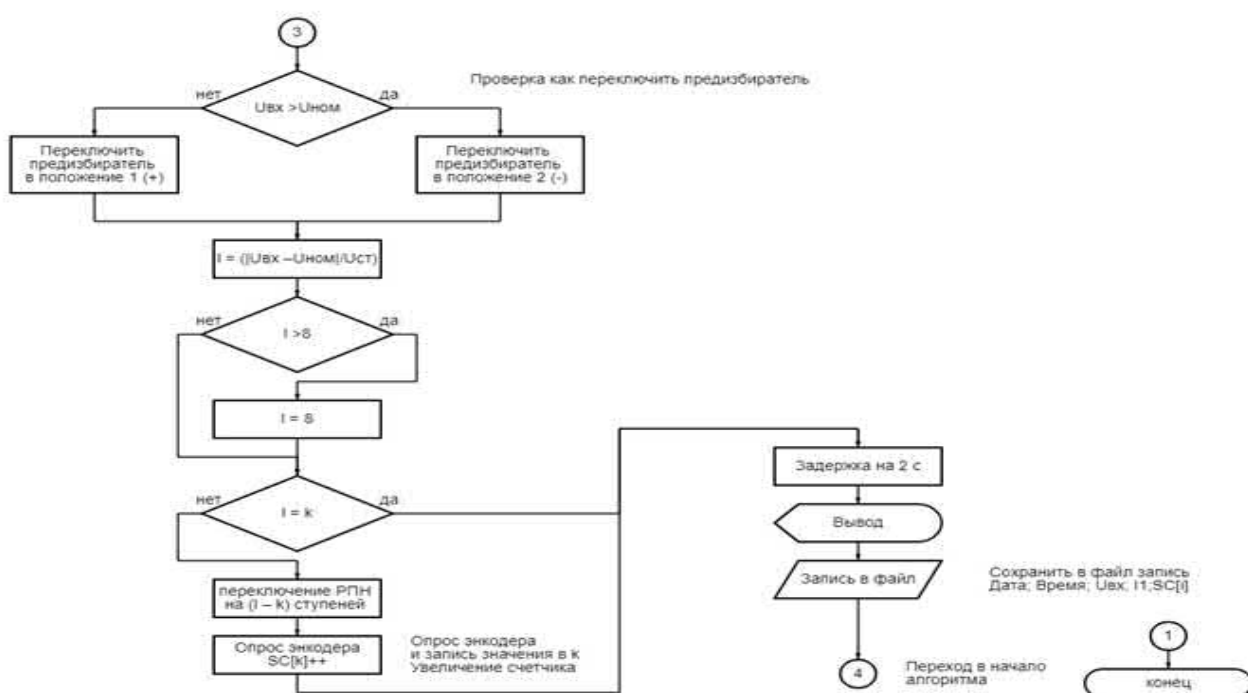 3
Проверка как переключить предизбиратель
нет
да
Uвх >Uном
Переключить
предизбиратель
в положение 1 (+)
Переключить
предизбиратель
в положение 2 (-)
I = (|Uвх –Uном|/Uст)
нет
да
I >8
I = 8
нет
да
I = k
переключение РПН
на (I – k) ступеней
Опрос энкодера
SC[k]++
Опрос энкодера
и запись значения в k
Увеличение счетчика
Задержка на 2 с
Вывод
Запись в файл
Сохранить в файл запись
Дата; Время; Uвх; I1;SC[i]
4
Переход в начало
алгоритма
1
конец